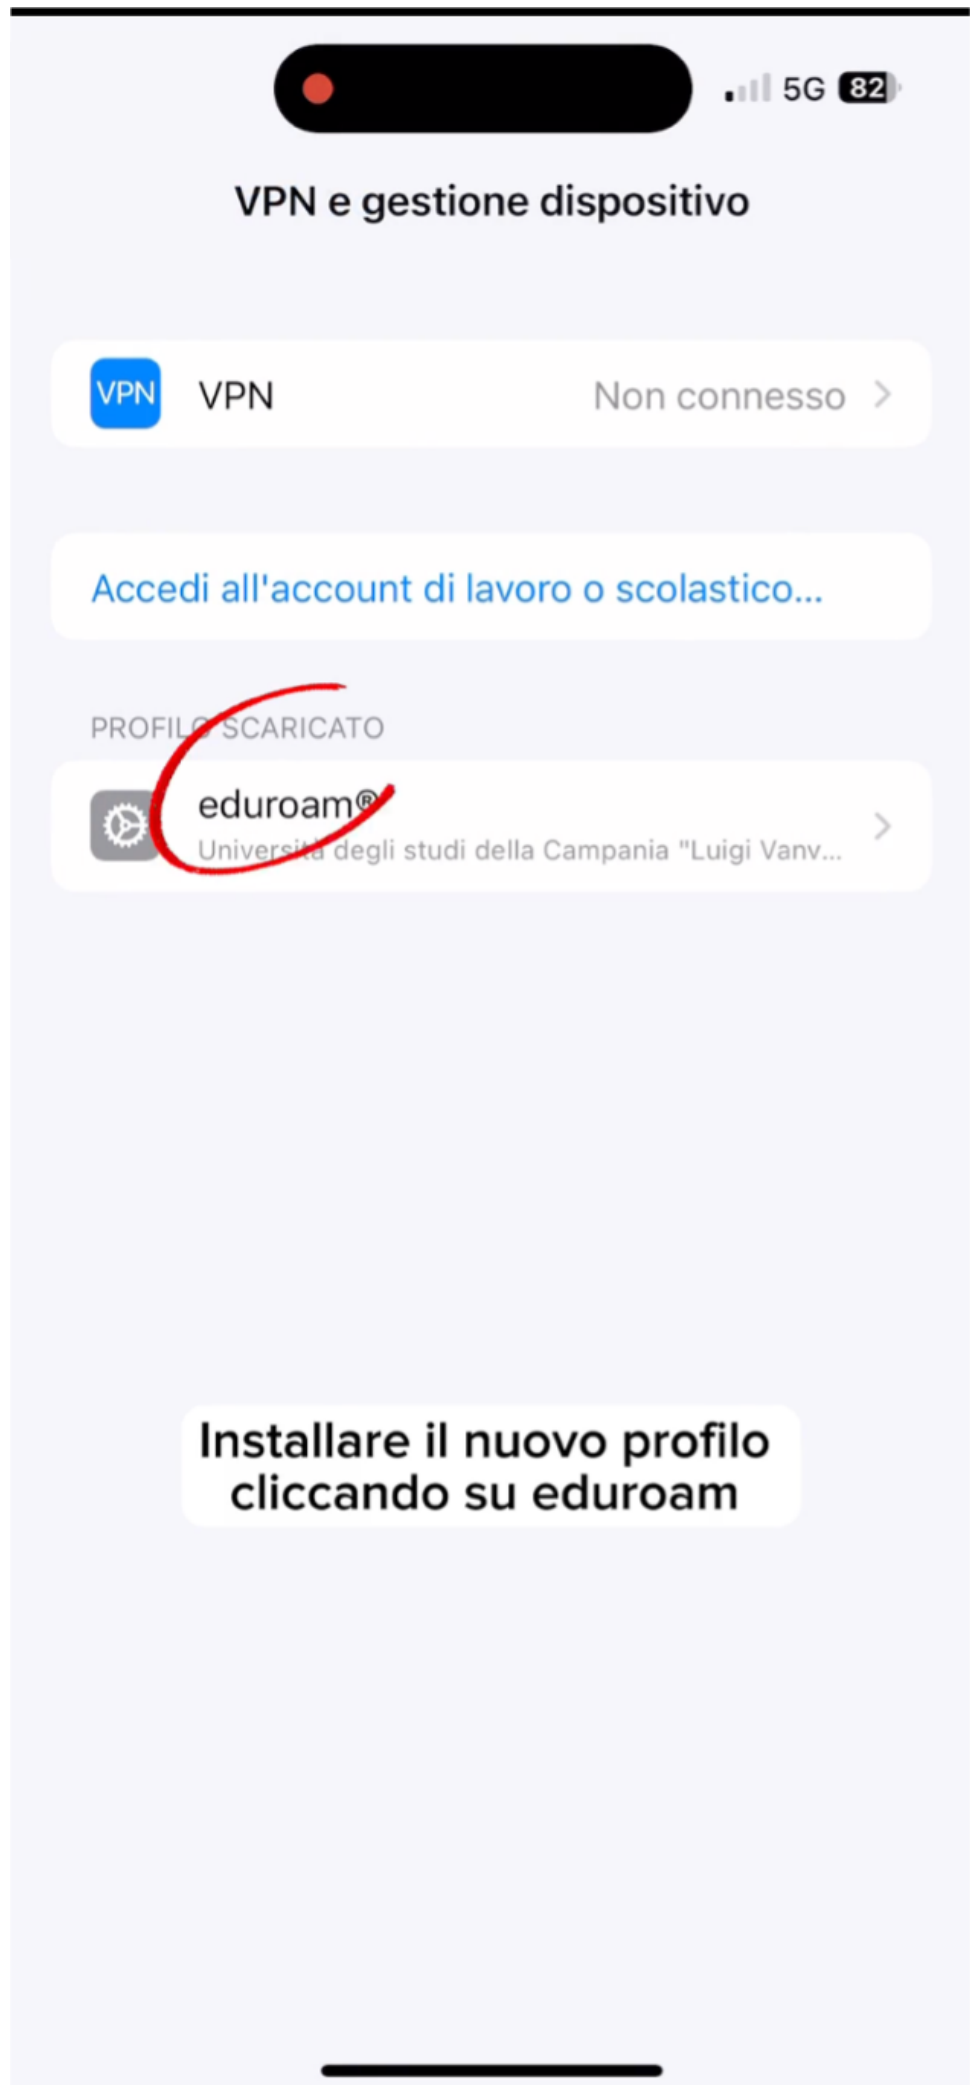 5G 82
VPN e gestione dispositivo
VPN VPN Non connesso
Accedi all'account di lavoro o scolastico...
PROFILO SCARICATO
eduroam®
Università degli studi della Campania "Luigi Vanv...
Installare il nuovo profilo
cliccando su eduroam